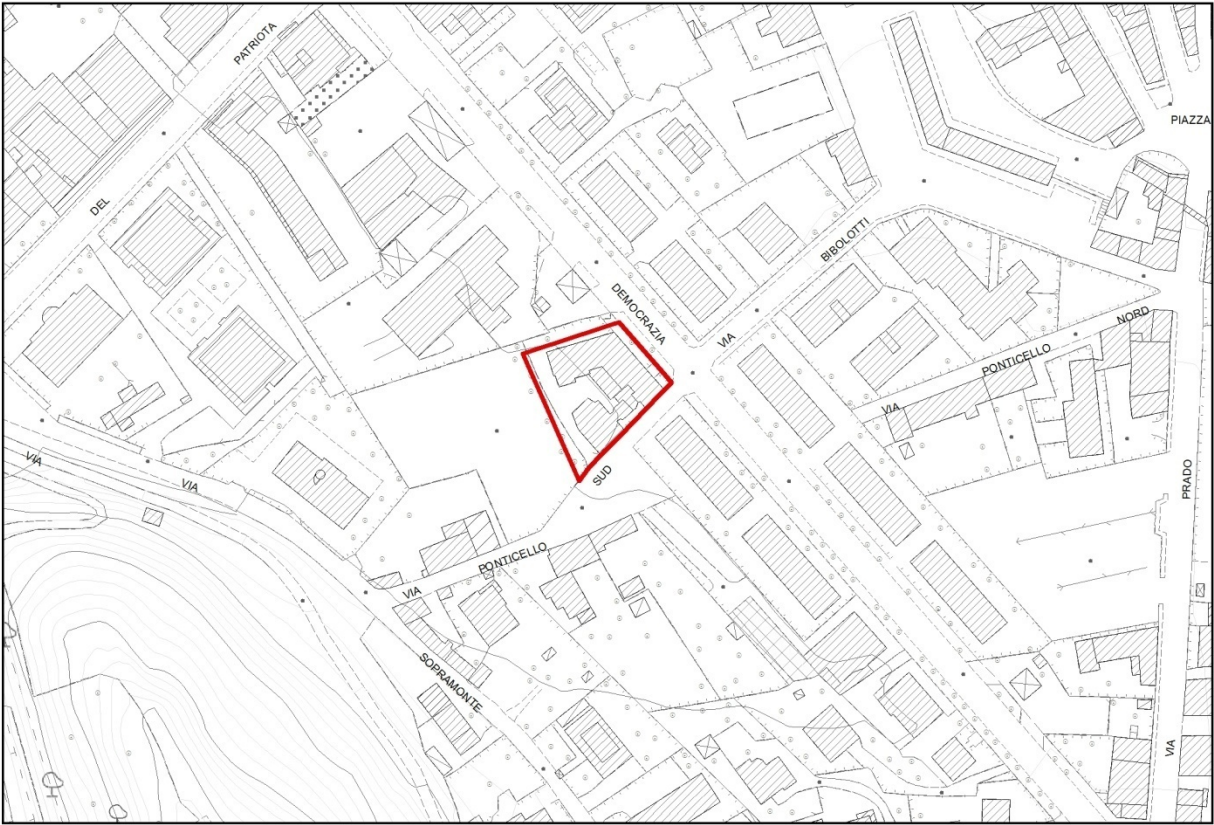 PATRIOTA
PIAZZA
DEL
BIBOLOTTI
DEMOCRAZIA
VIA
NORD
PONTICELLO
VIA
VIA
VIA
SUD
PRADO
PONTICELLO
VIA
SOPRAMONTE
VIA